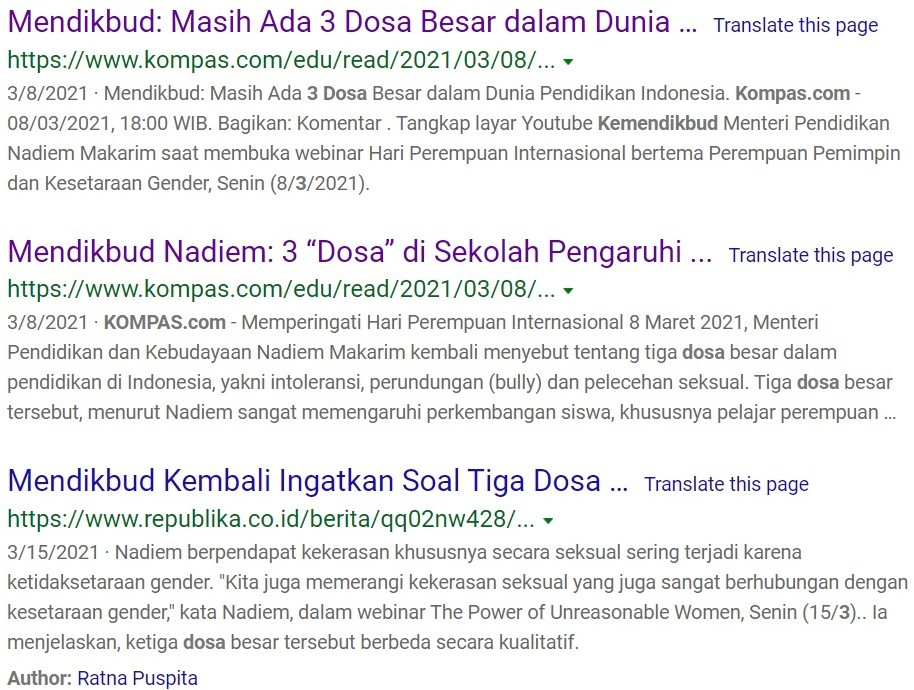 Mendikbud: Masih Ada 3 Dosa Besar dalam Dunia ... Translate this page
https://www.kompas.com/edu/read/2021/03/08/...
3/8/2021 · Mendikbud: Masih Ada 3 Dosa Besar dalam Dunia Pendidikan Indonesia. Kompas.com -
08/03/2021, 18:00 WIB. Bagikan: Komentar . Tangkap layar Youtube Kemendikbud Menteri Pendidikan
Nadiem Makarim saat membuka webinar Hari Perempuan Internasional bertema Perempuan Pemimpin
dan Kesetaraan Gender, Senin (8/3/2021).
Mendikbud Nadiem: 3 “Dosa” di Sekolah Pengaruhi ... Translate this page
https://www.kompas.com/edu/read/2021/03/08/...
3/8/2021 · KOMPAS.com - Memperingati Hari Perempuan Internasional 8 Maret 2021, Menteri
Pendidikan dan Kebudayaan Nadiem Makarim kembali menyebut tentang tiga dosa besar dalam
pendidikan di Indonesia, yakni intoleransi, perundungan (bully) dan pelecehan seksual. Tiga dosa besar
tersebut, menurut Nadiem sangat memengaruhi perkembangan siswa, khususnya pelajar perempuan ...
Mendikbud Kembali Ingatkan Soal Tiga Dosa ... Translate this page
https://www.republika.co.id/berita/qq02nw428/...
3/15/2021 · Nadiem berpendapat kekerasan khususnya secara seksual sering terjadi karena
ketidaksetaraan gender. "Kita juga memerangi kekerasan seksual yang juga sangat berhubungan dengan
kesetaraan gender," kata Nadiem, dalam webinar The Power of Unreasonable Women, Senin (15/3).. Ia
menjelaskan, ketiga dosa besar tersebut berbeda secara kualitatif.
Author: Ratna Puspita